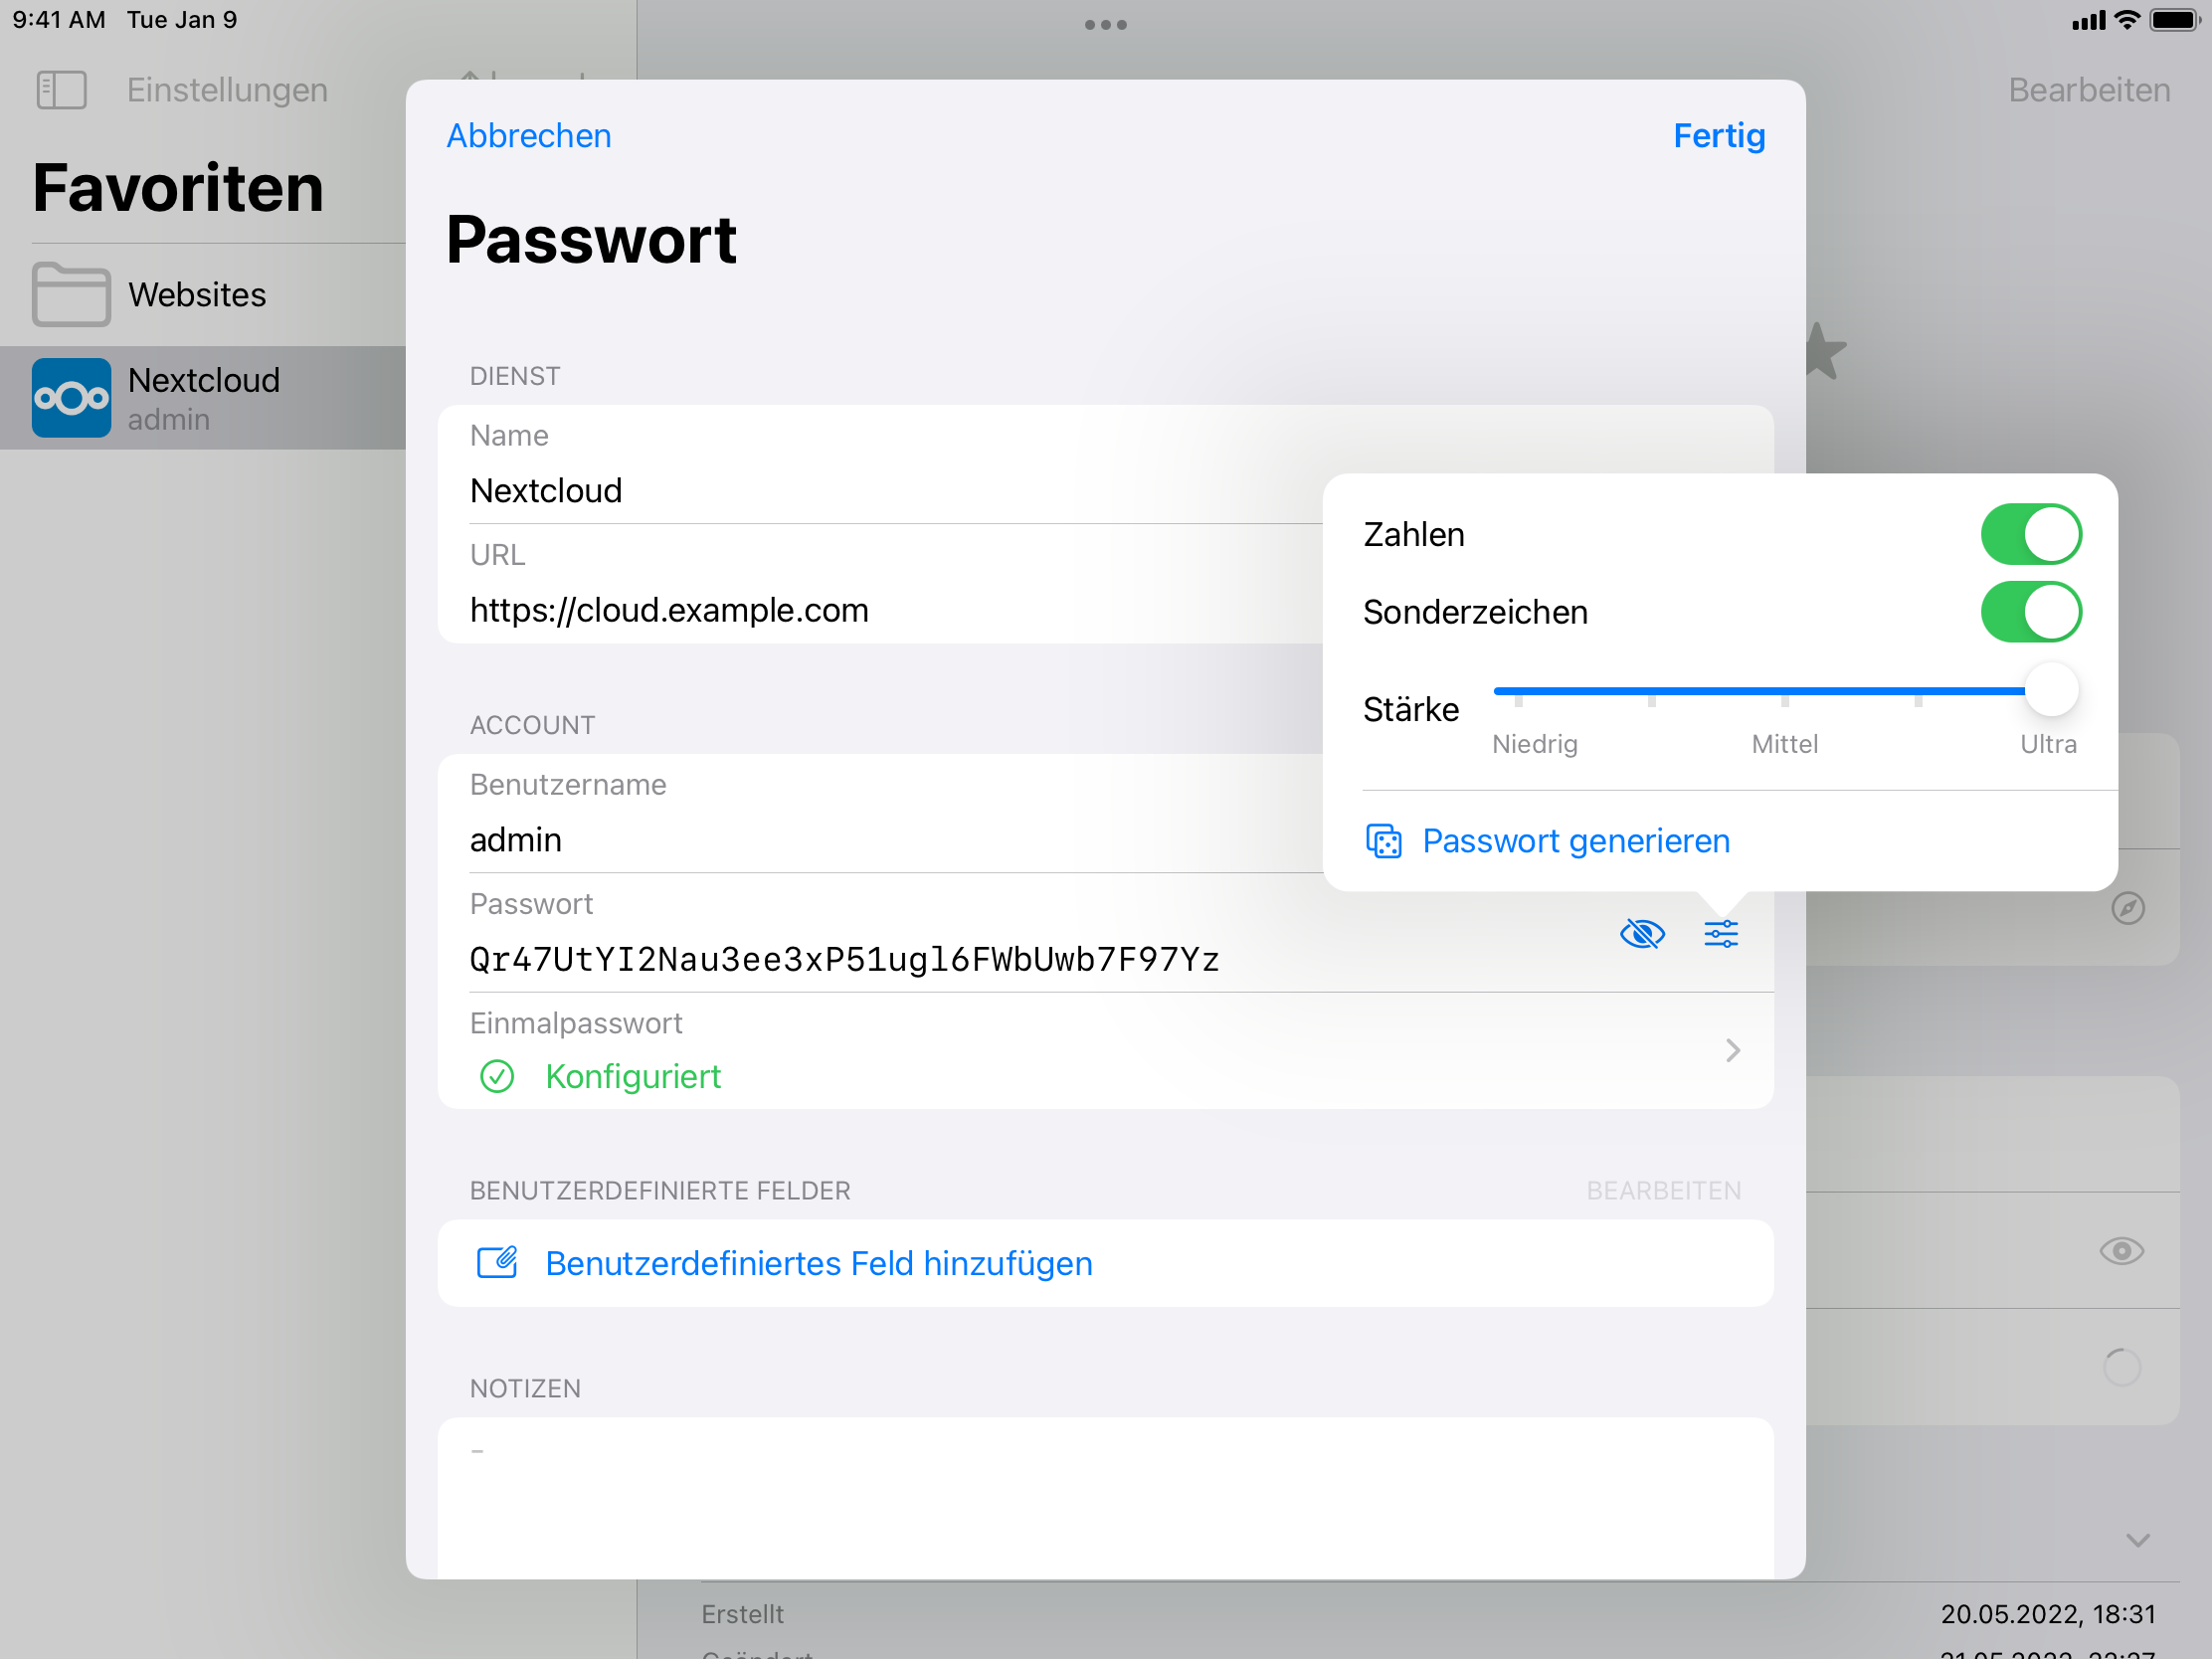 9:41 AM Tue Jan 9
Einstellungen
Bearbeiten
Favoriten
Websites
Nextcloud
admin
Abbrechen
Fertig
Passwort
DIENST
Name
Nextcloud
URL
https://cloud.example.com
ACCOUNT
Benutzername
admin
Passwort
Qr47UtYI2Nau3ee3xP51ugl6FWbUwb7F97Yz
Einmalpasswort
Konfiguriert
BENUTZERDEFINIERTE FELDER
BEARBEITEN
Benutzerdefiniertes Feld hinzufügen
NOTIZEN
-
Zahlen
Sonderzeichen
Stärke
Niedrig Mittel Ultra
Passwort generieren
Erstellt
20.05.2022, 18:31